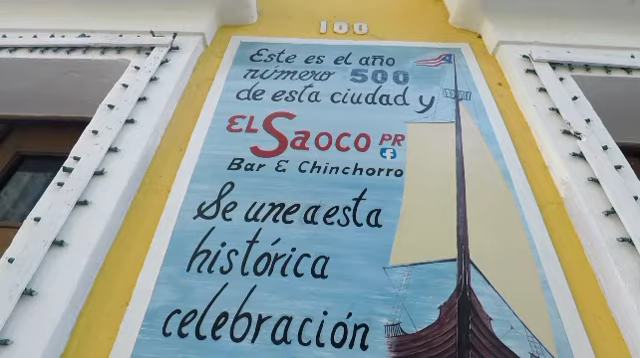 100
Este es el año
número 500
de esta ciudad y
EL SAOCO PR
Bar & Chinchorro
Se une a esta
histórica
celebración